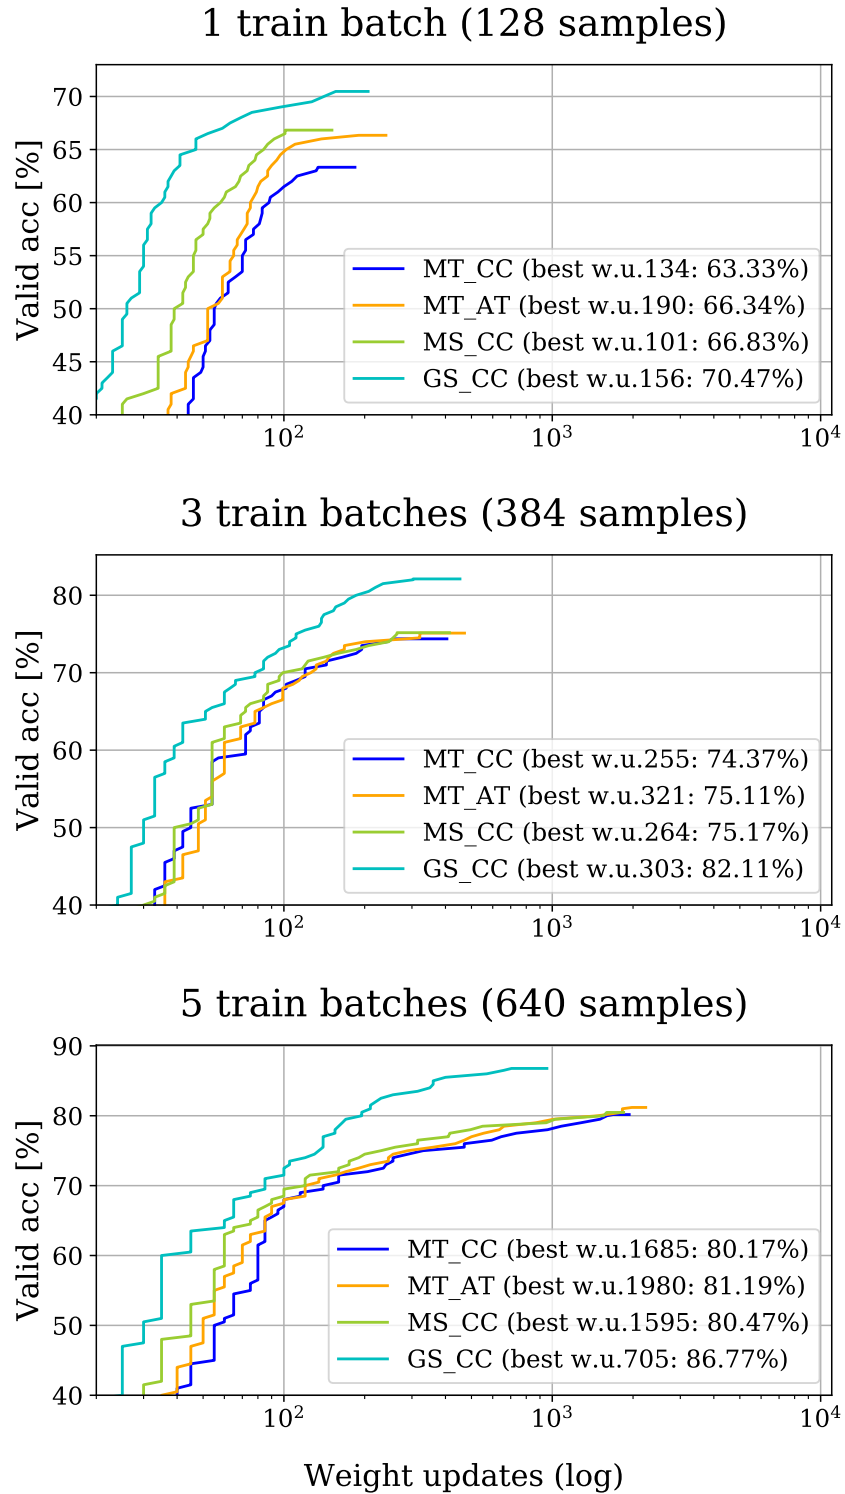 1 train batch (128 samples)
Valid acc [%]
70
65
60
55
50
45
40
MT_CC (best w.u.134: 63.33%)
MT_AT (best w.u.190: 66.34%)
MS_CC (best w.u.101: 66.83%)
GS_CC (best w.u.156: 70.47%)
10² 10³ 10⁴
3 train batches (384 samples)
Valid acc [%]
80
70
60
50
40
MT_CC (best w.u.255: 74.37%)
MT_AT (best w.u.321: 75.11%)
MS_CC (best w.u.264: 75.17%)
GS_CC (best w.u.303: 82.11%)
10² 10³ 10⁴
5 train batches (640 samples)
Valid acc [%]
90
80
70
60
50
40
MT_CC (best w.u.1685: 80.17%)
MT_AT (best w.u.1980: 81.19%)
MS_CC (best w.u.1595: 80.47%)
GS_CC (best w.u.705: 86.77%)
10² 10³ 10⁴
Weight updates (log)